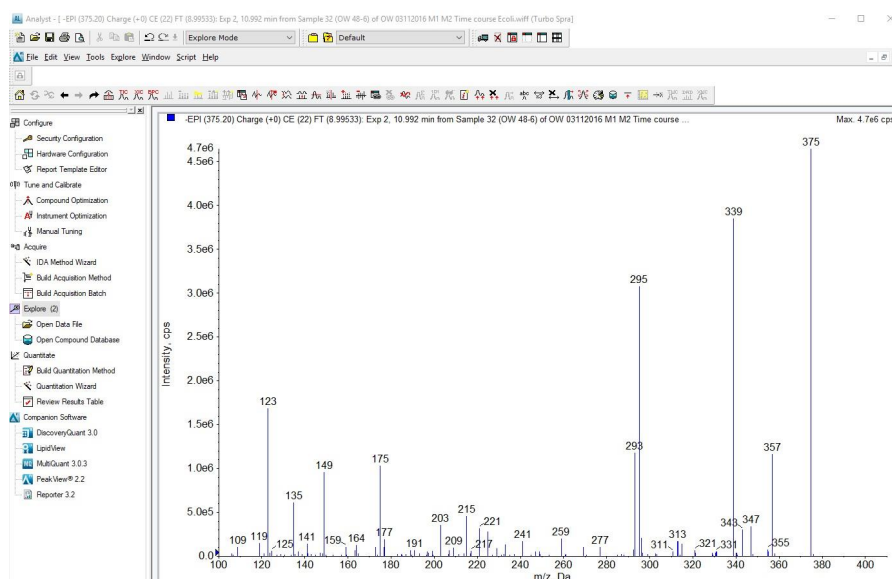 Analyst - [ -EPI (375.20) Charge (+0) CE (22) FT (8.99533): Exp 2, 10.992 min from Sample 32 (OW 48-6) of OW 03112016 M1 M2 Time course Ecoli.wiff (Turbo Spra]
Explore Mode Default
File Edit View Tools Explore Window Script Help
Configure
Security Configuration
Hardware Configuration
Report Template Editor
Tune and Calibrate
Compound Optimization
Instrument Optimization
Manual Tuning
Acquire
IDA Method Wizard
Build Acquisition Method
Build Acquisition Batch
Explore (2)
Open Data File
Open Compound Database
Quantitate
Build Quantitation Method
Quantitation Wizard
Review Results Table
Companion Software
DiscoveryQuant 3.0
LipidView
MultiQuant 3.0.3
PeakView® 2.2
Reporter 3.2
-EPI (375.20) Charge (+0) CE (22) FT (8.99533): Exp 2, 10.992 min from Sample 32 (OW 48-6) of OW 03112016 M1 M2 Time course ...
Max. 4.7e6 cps
Intensity, cps
4.7e6
4.5e6
4.0e6
3.5e6
3.0e6
2.5e6
2.0e6
1.5e6
1.0e6
5.0e5
0.0
109 119 123 125 135 141 149 159 164 175 177 191 203 209 215 217 221 241 259 277 293 295 311 313 321 331 339 343 347 355 357 375
100 120 140 160 180 200 220 240 260 280 300 320 340 360 380 400
m/z, Da